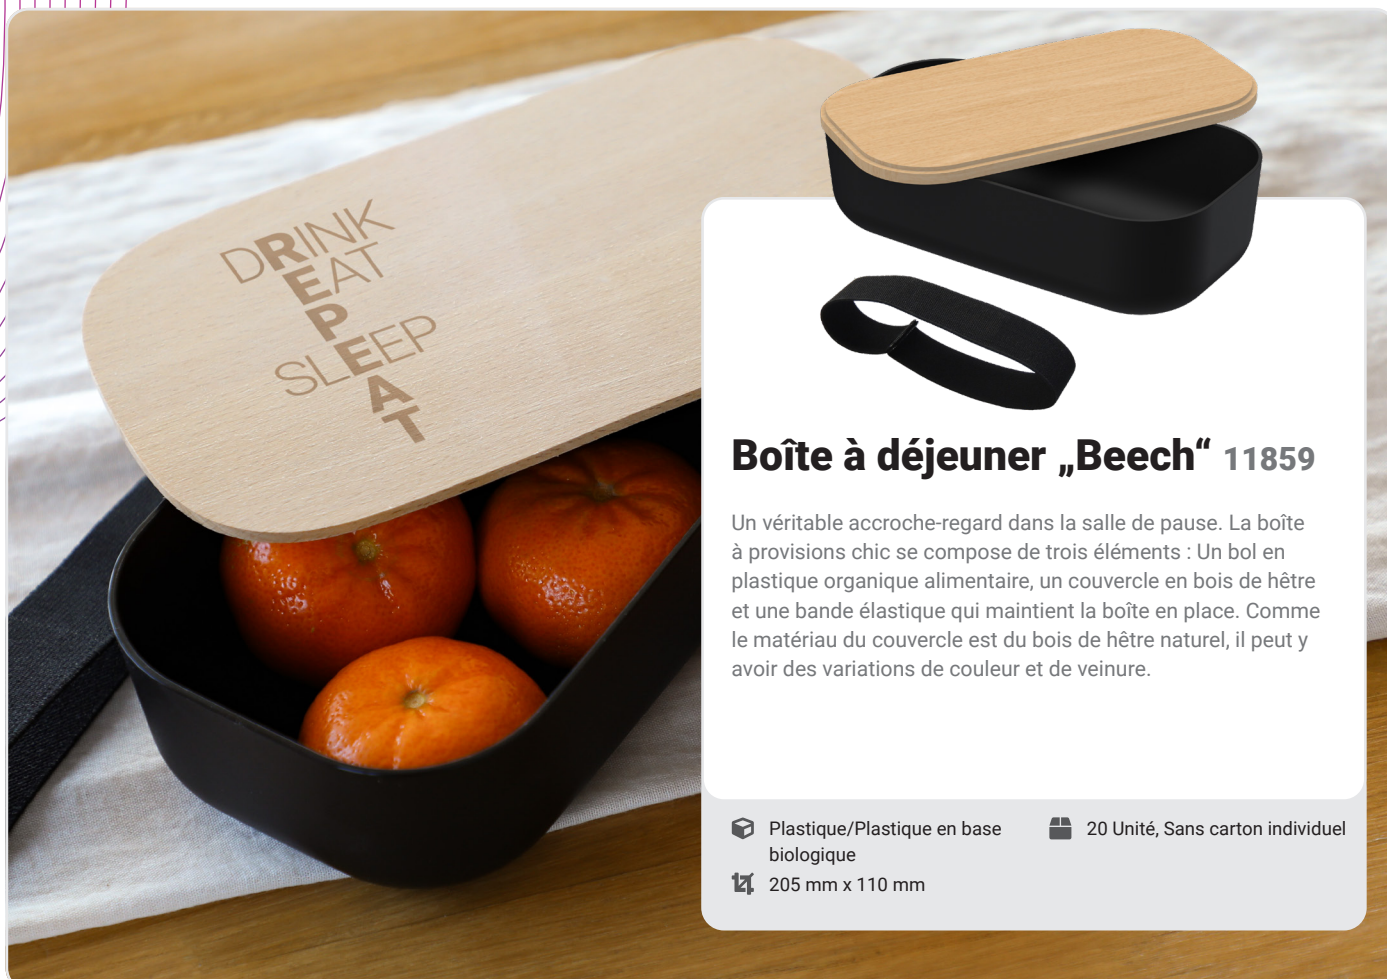 DRINK
EAT
P
SLEEP
A
T
Boîte à déjeuner „Beech“ 11859
Un véritable accroche-regard dans la salle de pause. La boîte
à provisions chic se compose de trois éléments : Un bol en
plastique organique alimentaire, un couvercle en bois de hêtre
et une bande élastique qui maintient la boîte en place. Comme
le matériau du couvercle est du bois de hêtre naturel, il peut y
avoir des variations de couleur et de veinure.
Plastique/Plastique en base
biologique
20 Unité, Sans carton individuel
205 mm x 110 mm